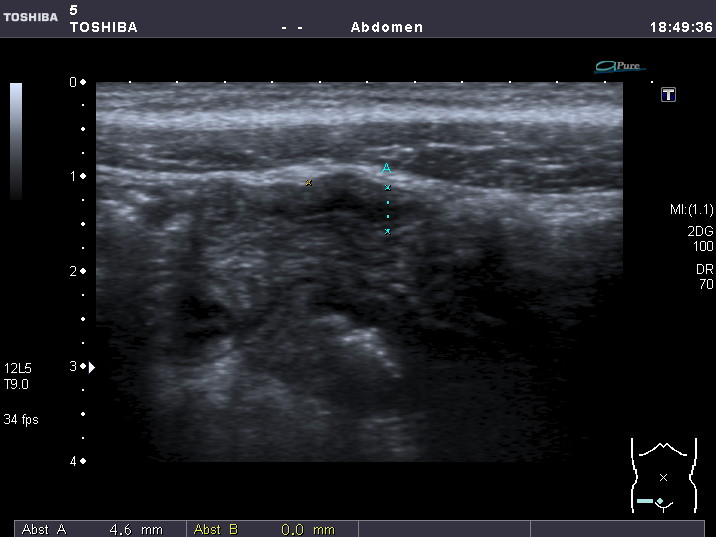 TOSHIBA
5
TOSHIBA - - Abdomen 18:49:36
aPure
T
0
A
1
MI:(1.1)
2DG
100
2
DR
70
12L5
3
T9.0
34 fps
4
Abst A 4.6 mm Abst B 0.0 mm